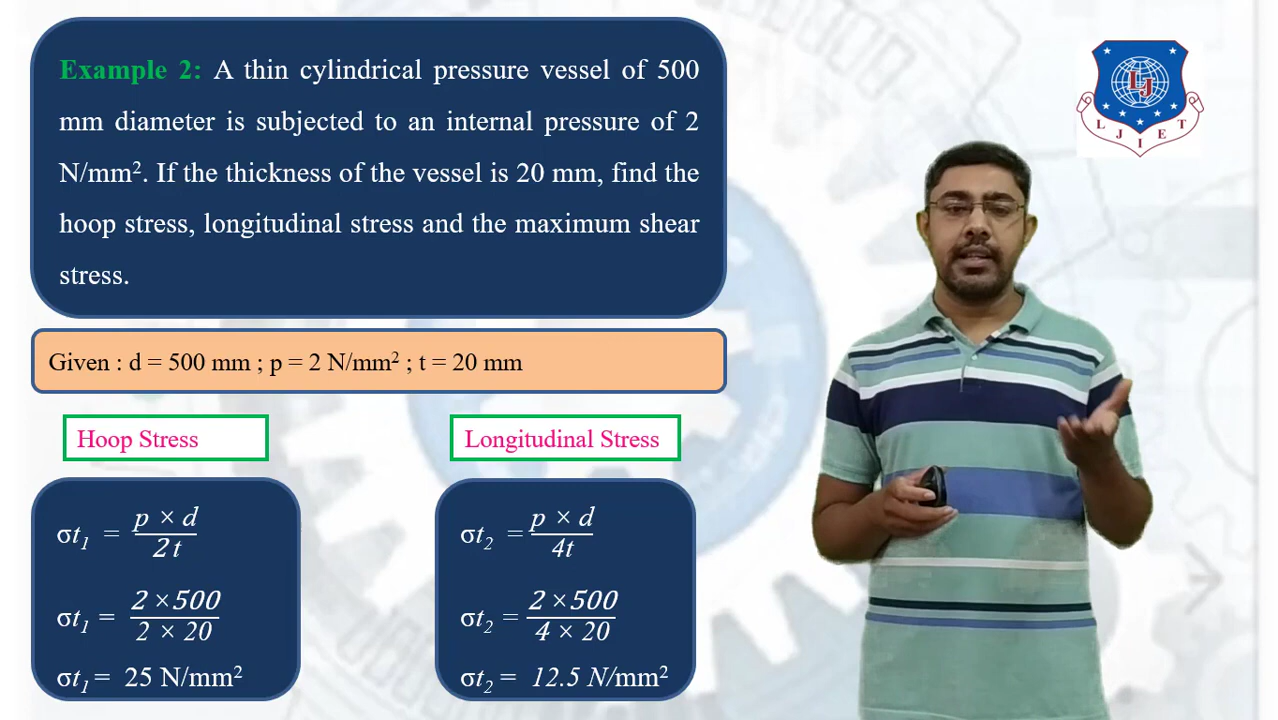 Example 2: A thin cylindrical pressure vessel of 500
mm diameter is subjected to an internal pressure of 2
N/mm². If the thickness of the vessel is 20 mm, find the
hoop stress, longitudinal stress and the maximum shear
stress.
Given : d = 500 mm ; p = 2 N/mm² ; t = 20 mm
Hoop Stress
σt₁ = p × d / 2t
σt₁ = 2 × 500 / 2 × 20
σt₁ = 25 N/mm²
Longitudinal Stress
σt₂ = p × d / 4t
σt₂ = 2 × 500 / 4 × 20
σt₂ = 12.5 N/mm²
LJ
L J I E T